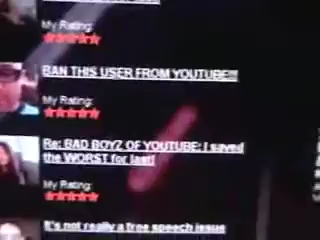 My Rating:
BAN THIS USER FROM YOUTUBE!!!
My Rating:
Re: BAD BOYZ OF YOUTUBE: I saved
the WORST for last!
My Rating:
It's not really a free speech issue